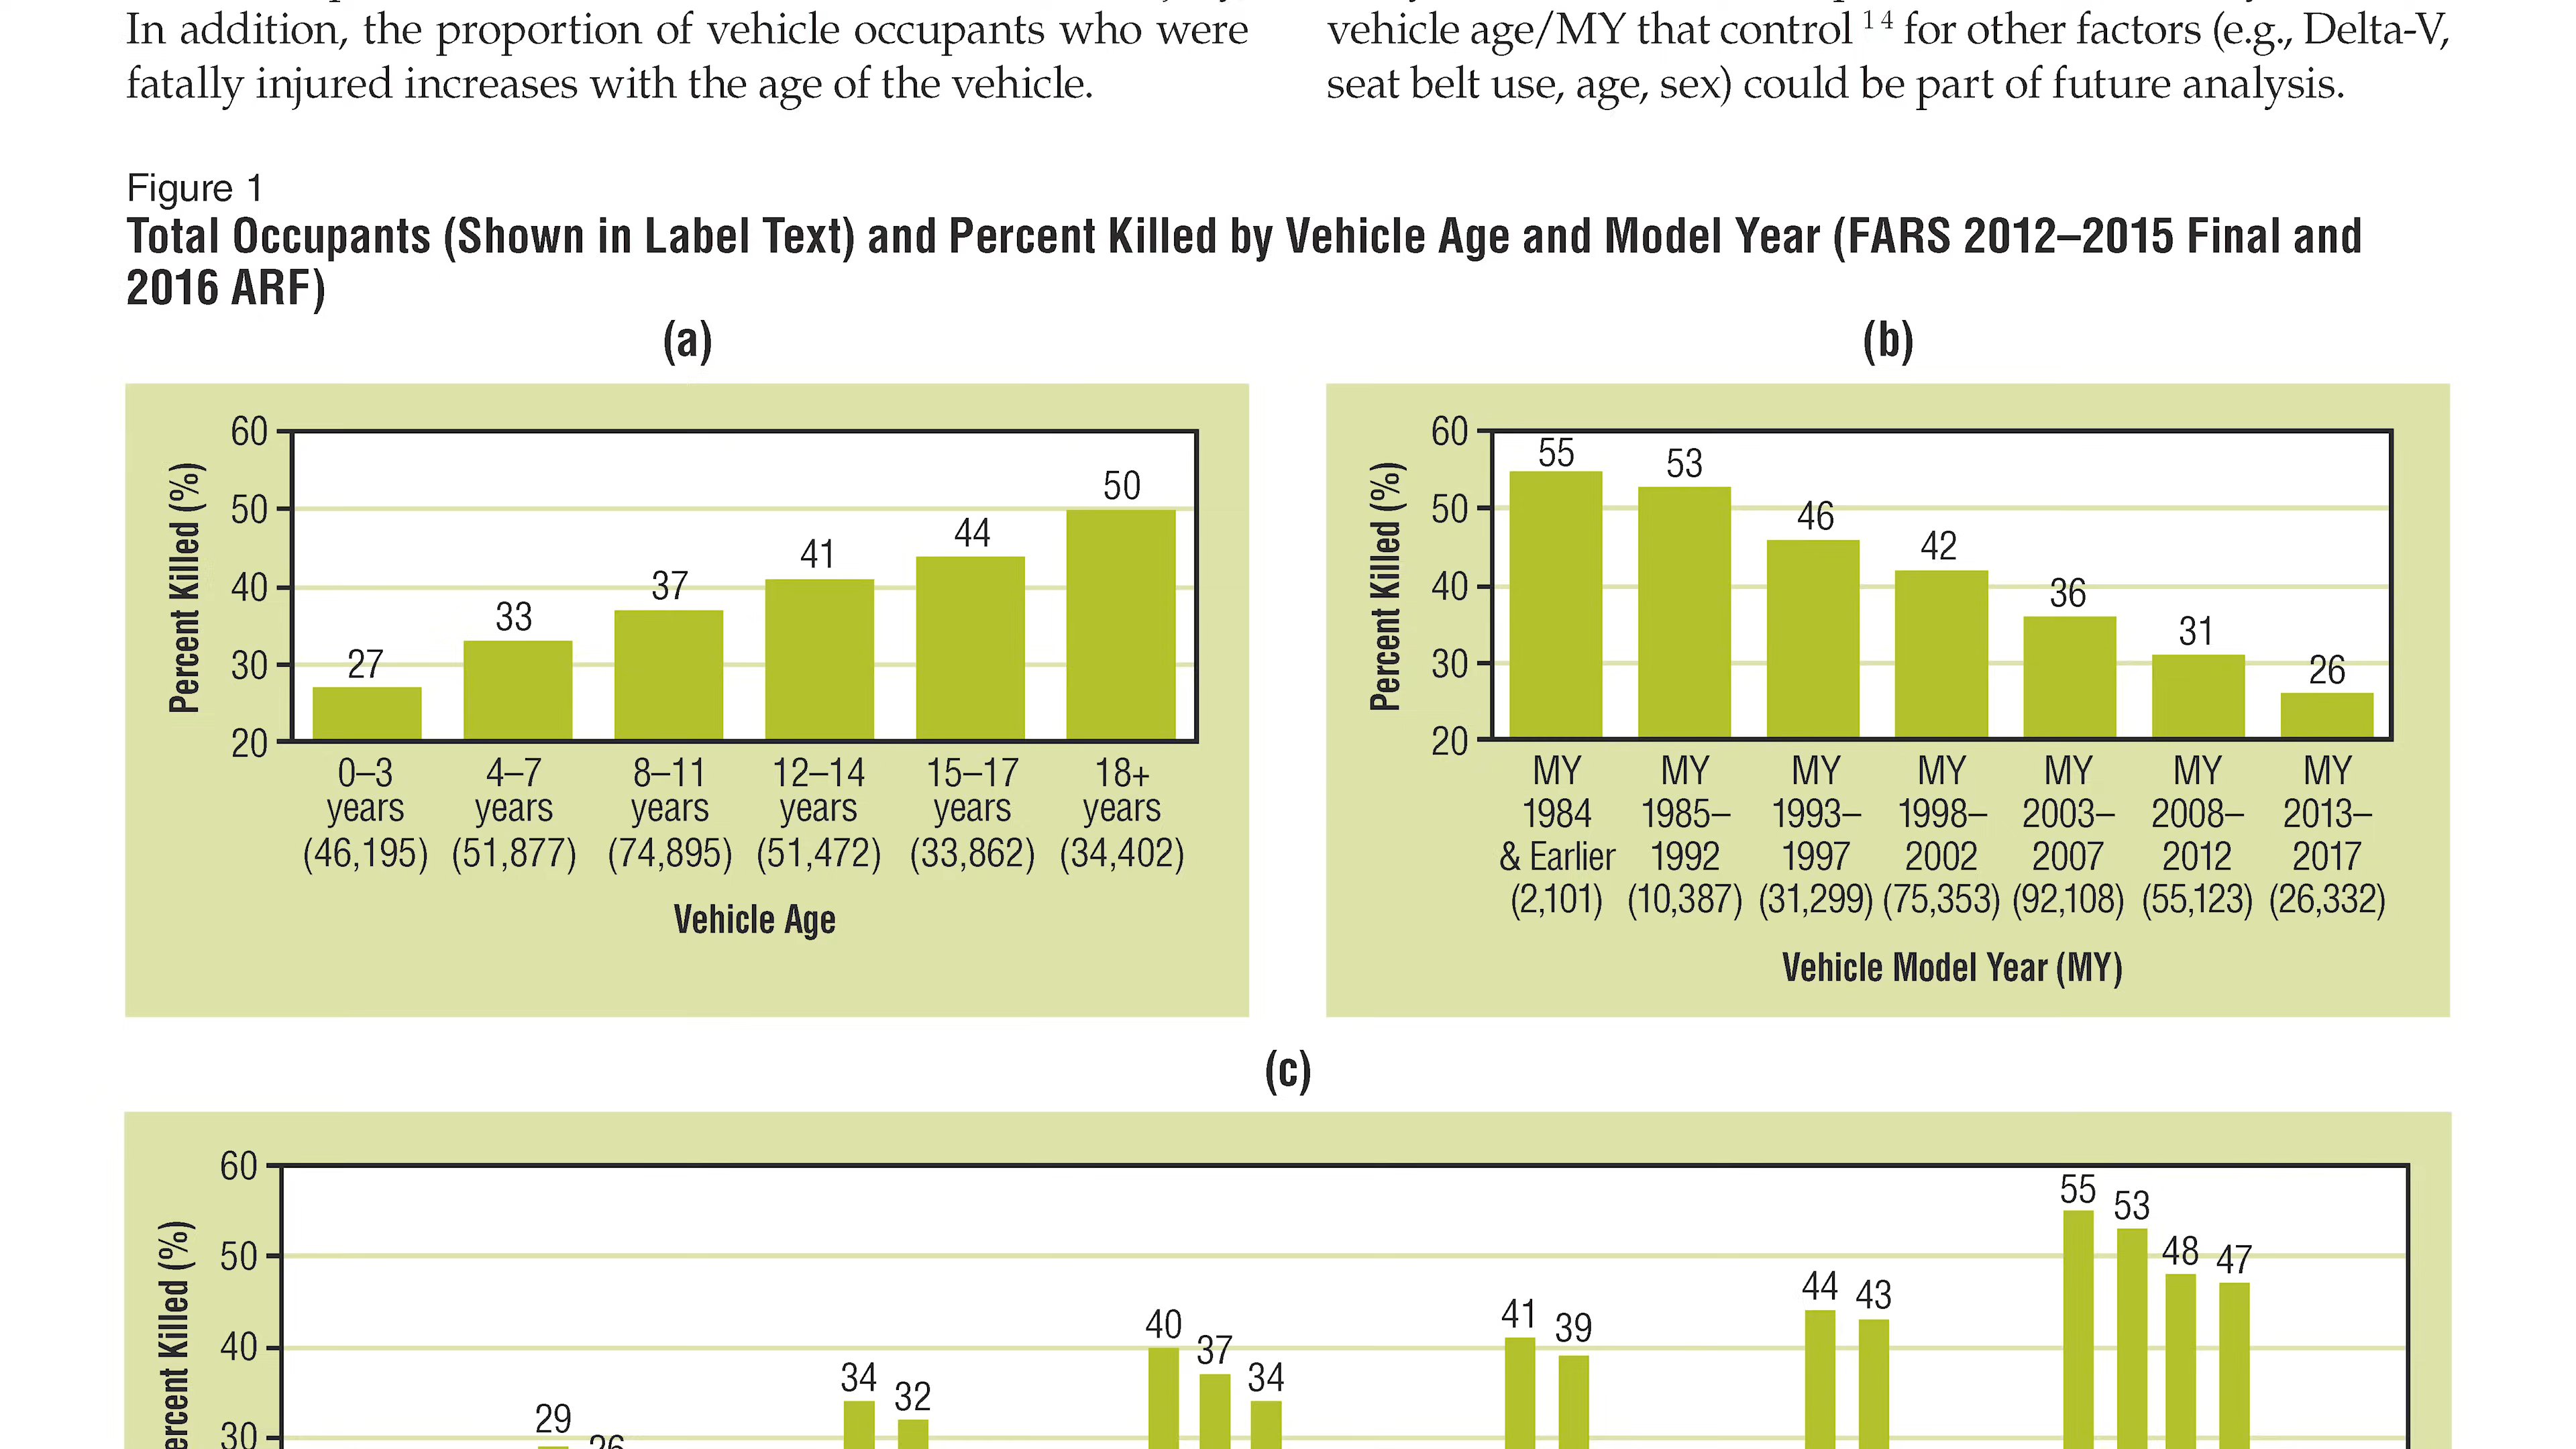 In addition, the proportion of vehicle occupants who were
fatally injured increases with the age of the vehicle.
vehicle age/MY that control 14 for other factors (e.g., Delta-V,
seat belt use, age, sex) could be part of future analysis.
Figure 1
Total Occupants (Shown in Label Text) and Percent Killed by Vehicle Age and Model Year (FARS 2012–2015 Final and
2016 ARF)
(a)
Percent Killed (%)
60
50
40
30
20
27
33
37
41
44
50
0–3
years
(46,195)
4–7
years
(51,877)
8–11
years
(74,895)
12–14
years
(51,472)
15–17
years
(33,862)
18+
years
(34,402)
Vehicle Age
(b)
Percent Killed (%)
60
50
40
30
20
55
53
46
42
36
31
26
MY
1984
& Earlier
(2,101)
MY
1985–
1992
(10,387)
MY
1993–
1997
(31,299)
MY
1998–
2002
(75,353)
MY
2003–
2007
(92,108)
MY
2008–
2012
(55,123)
MY
2013–
2017
(26,332)
Vehicle Model Year (MY)
(c)
Killed (%)
60
50
40
30
29
26
34
32
40
37
34
41
39
44
43
55
53
48
47